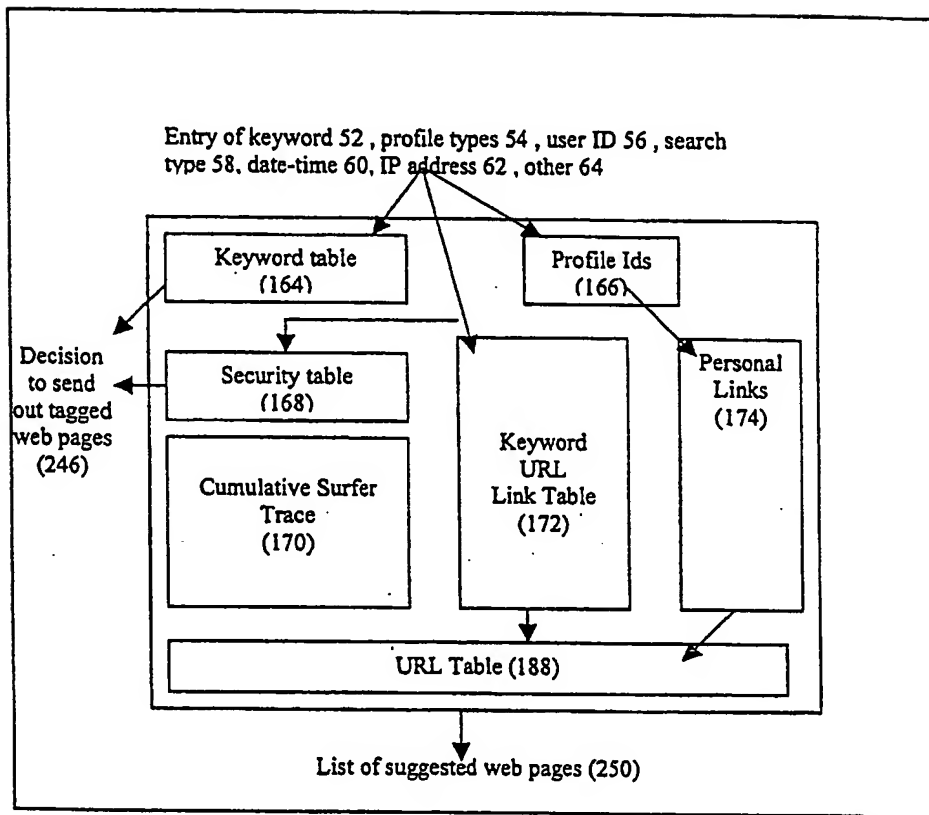 Entry of keyword 52 , profile types 54 , user ID 56 , search
type 58, date-time 60, IP address 62 , other 64
Keyword table
(164)
Profile Ids
(166)
Decision
to send
out tagged
web pages
(246)
Security table
(168)
Personal
Links
(174)
Keyword
URL
Link Table
(172)
Cumulative Surfer
Trace
(170)
URL Table (188)
List of suggested web pages (250)